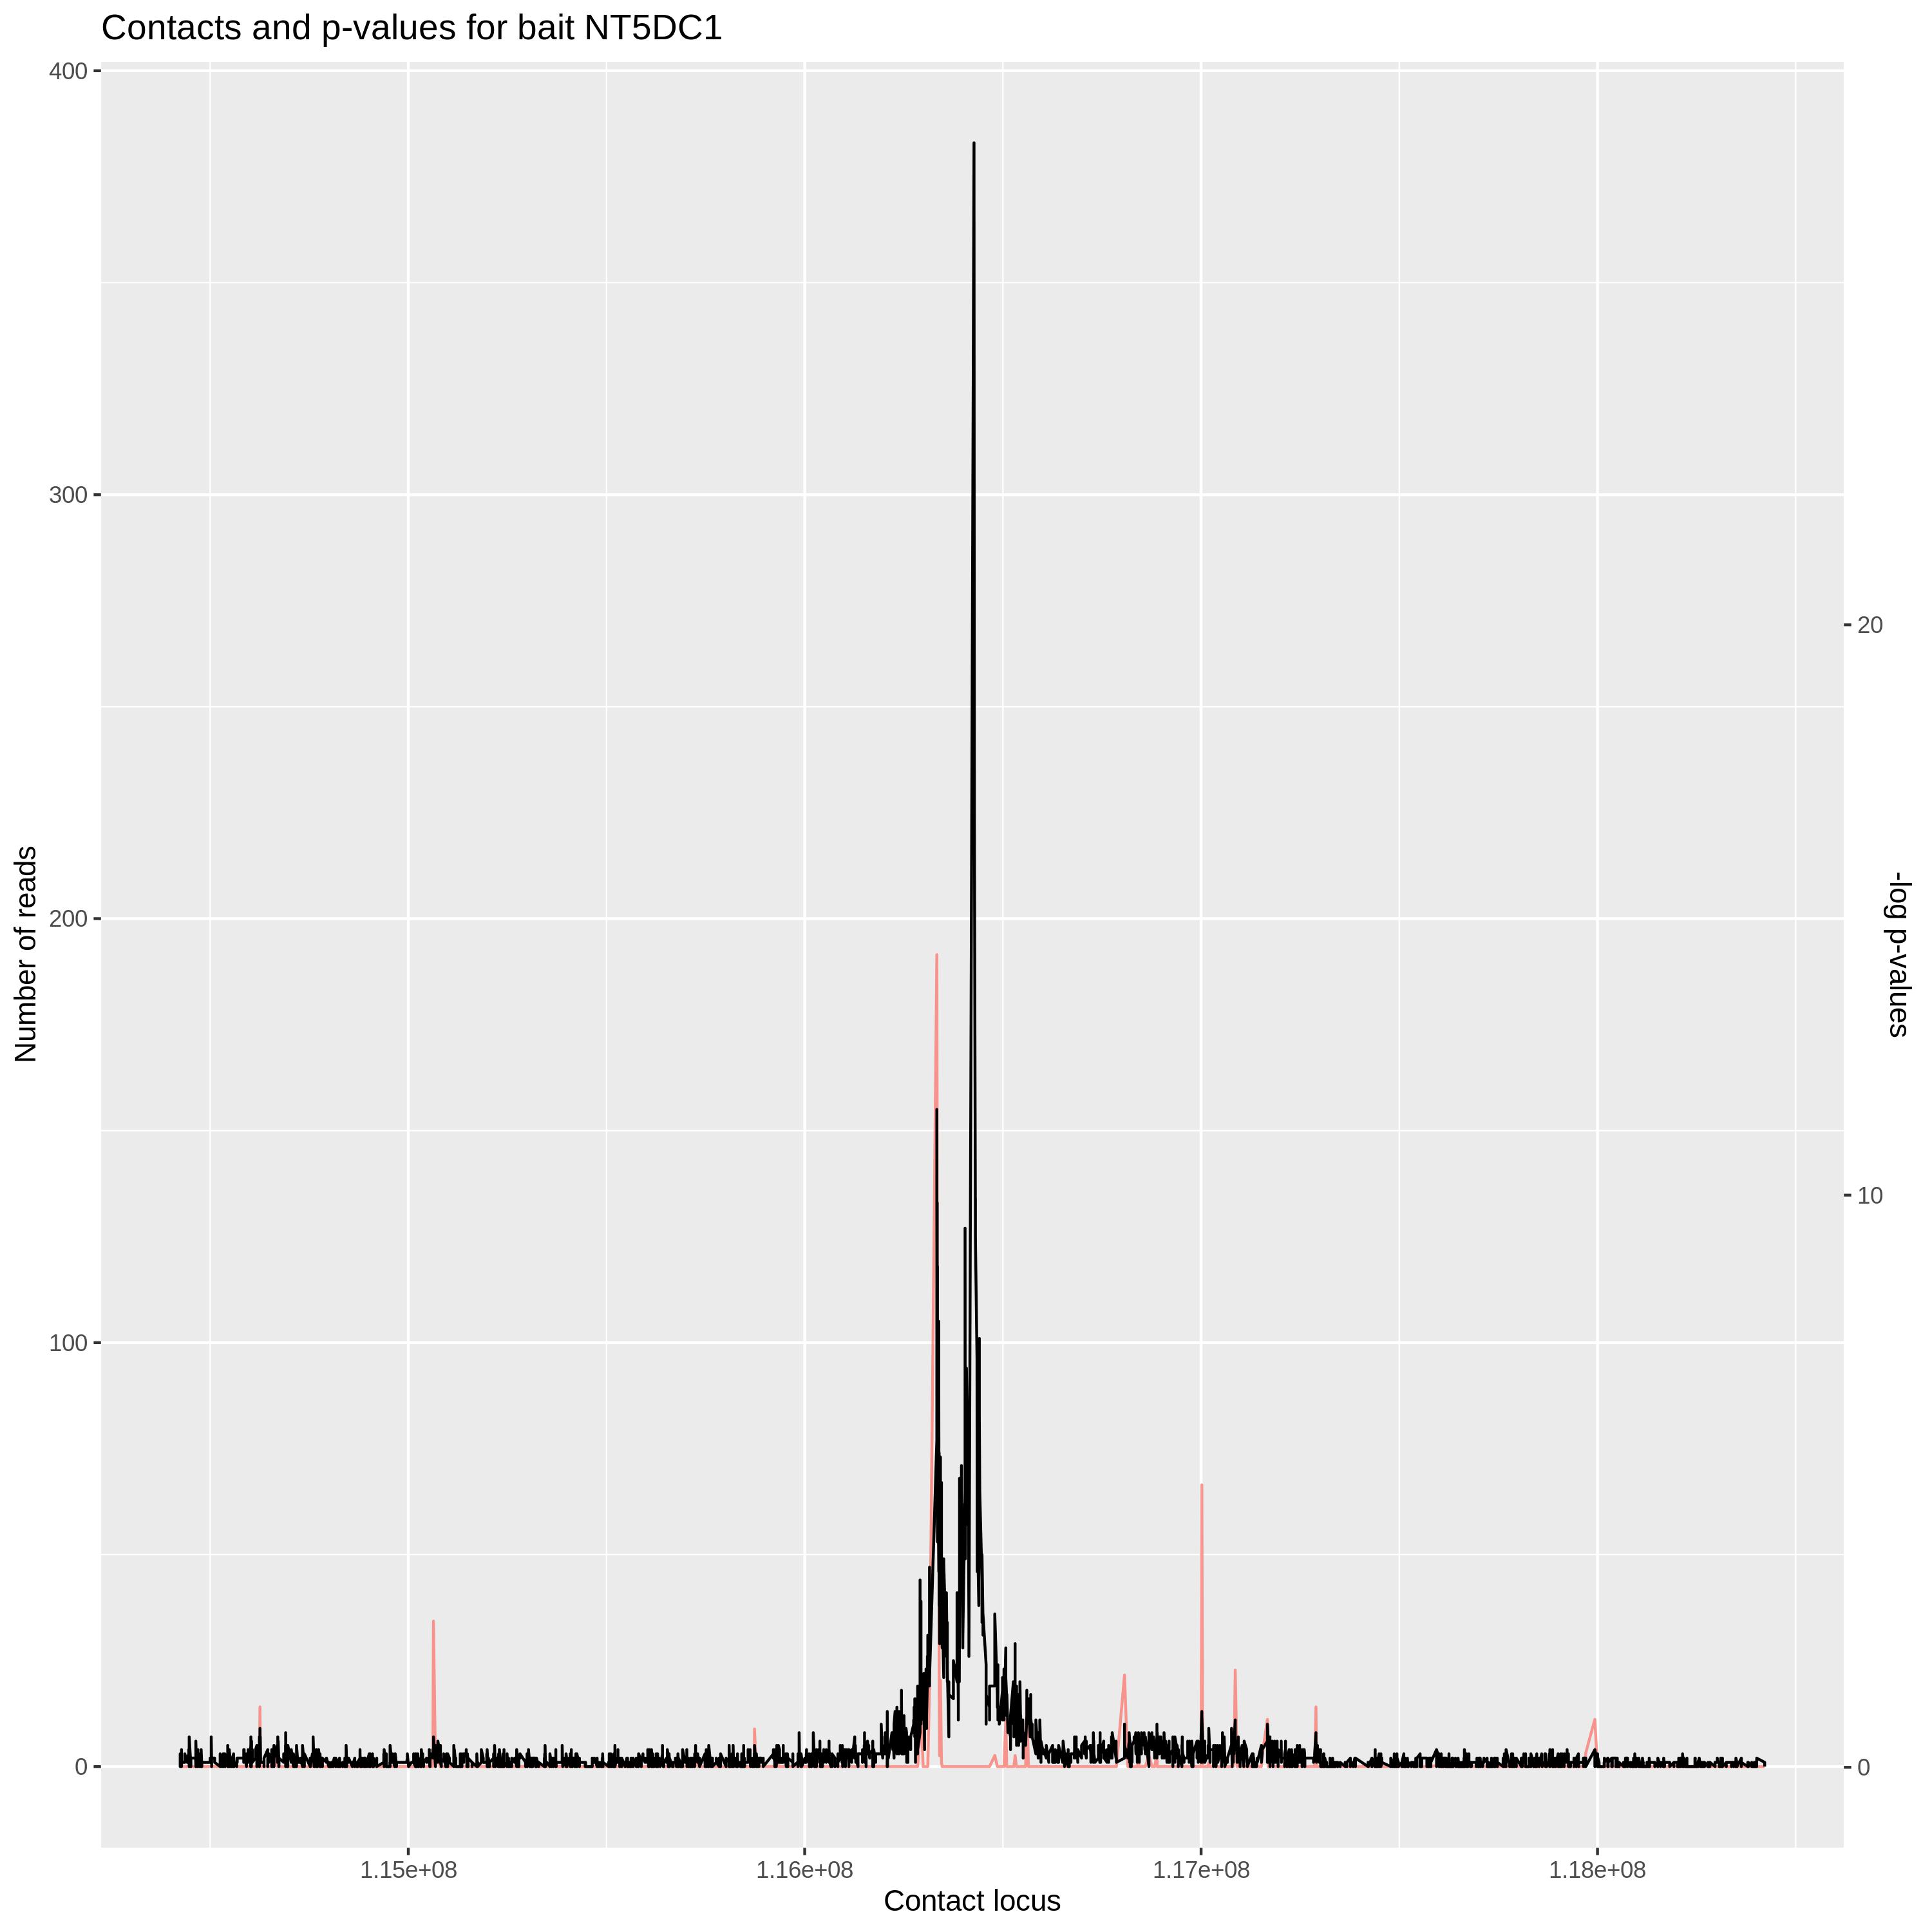 Contacts and p-values for bait NT5DC1
400
300
200
100
0
Number of reads
20
10
0
-log p-values
1.15e+08
1.16e+08
1.17e+08
1.18e+08
Contact locus